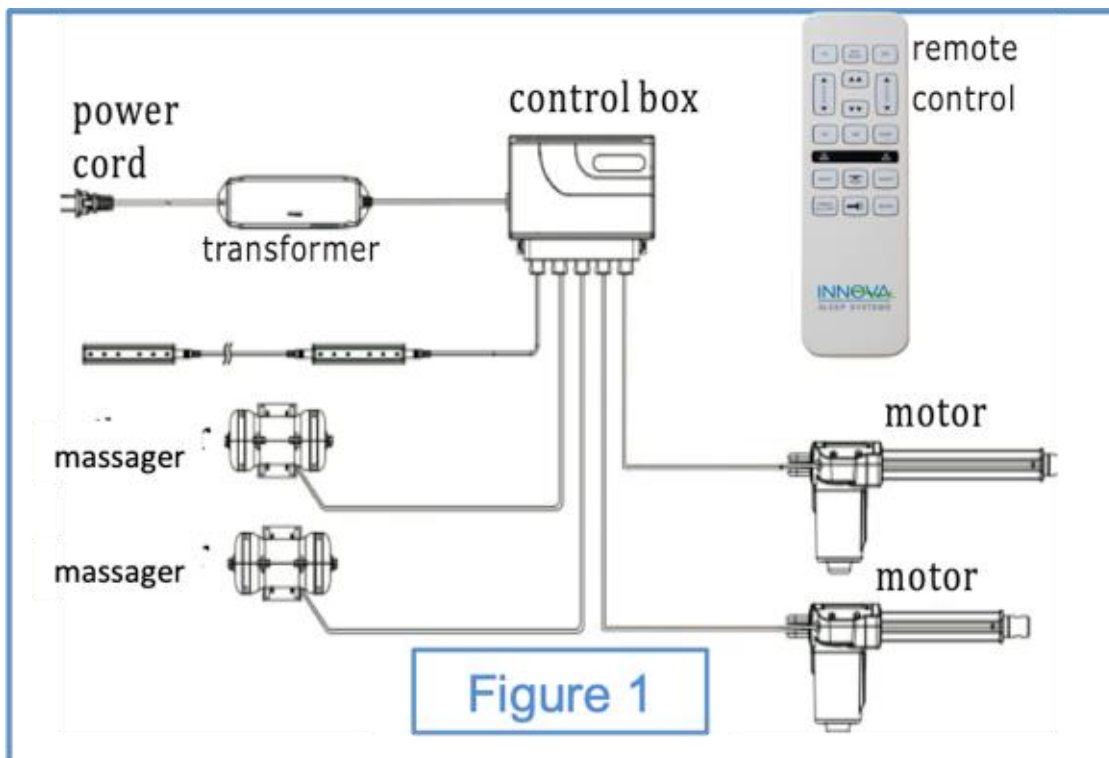 remote
control
power
cord
control box
transformer
INNOVA
SLEEP SYSTEMS
massager
motor
massager
motor
Figure 1